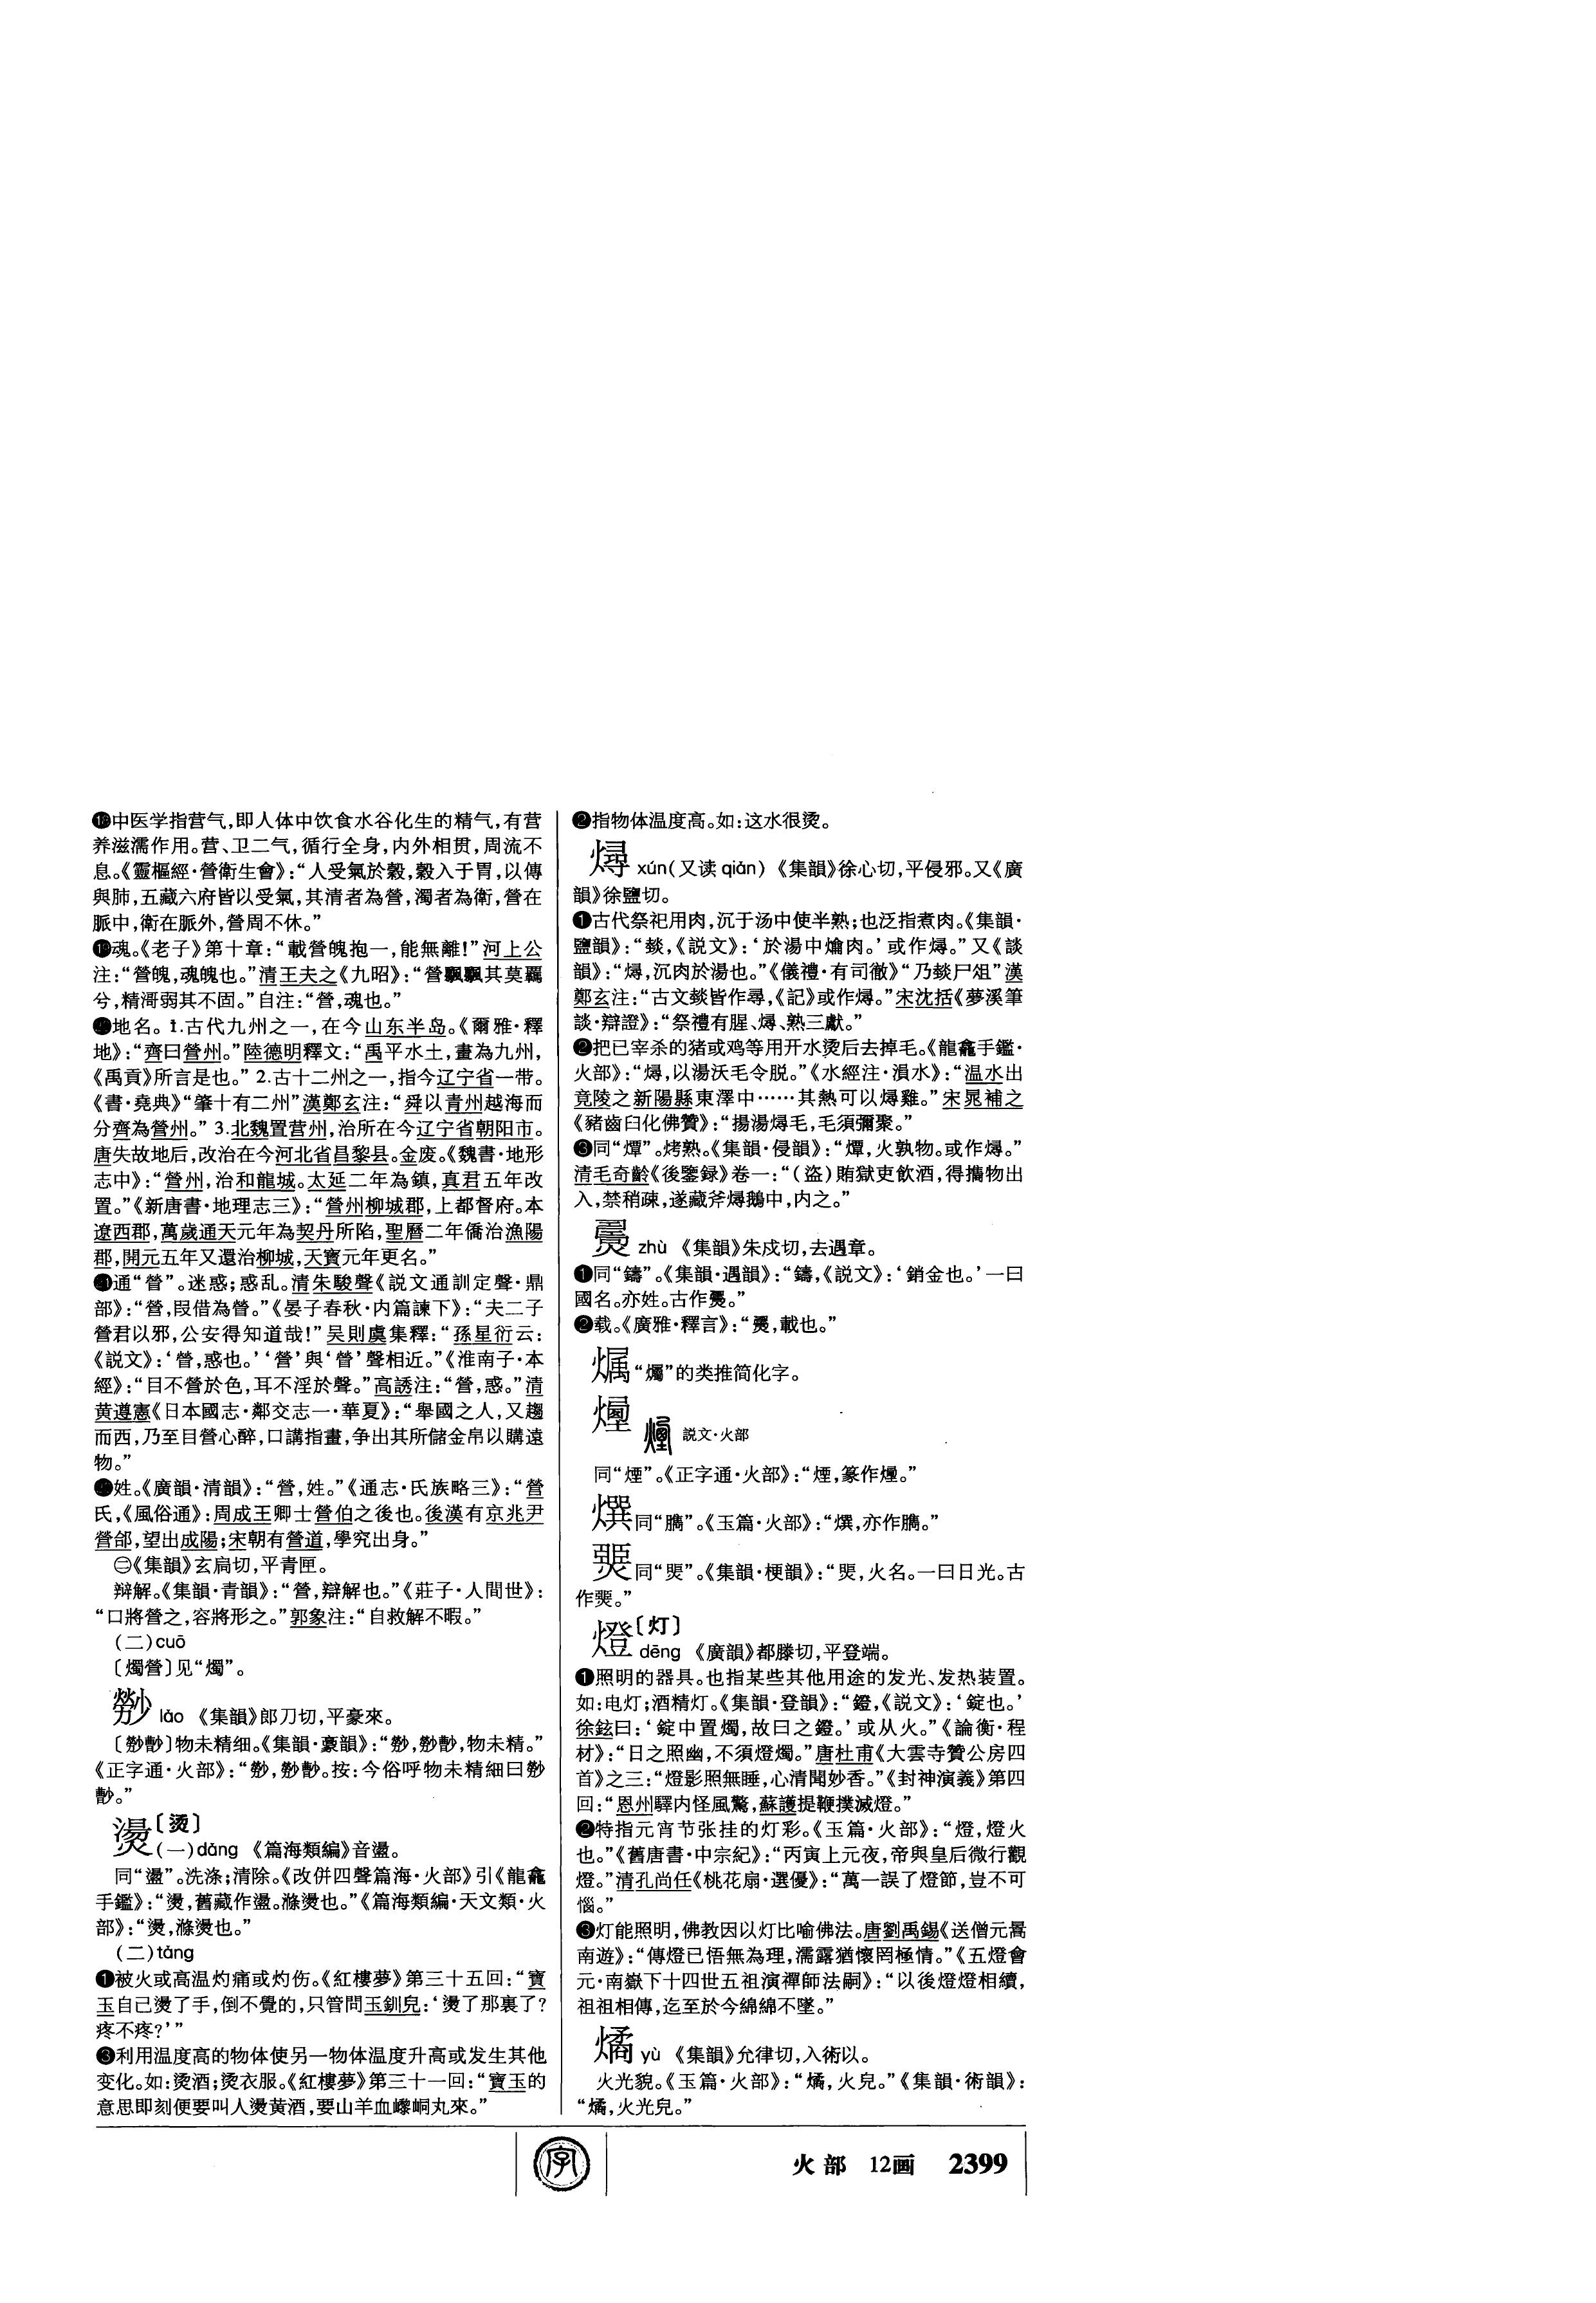 中医学指营气,即人体中饮食水谷化生的精气,有营
养滋濡作用。营、卫二气,循行全身,内外相贯,周流不
息。《靈樞經·營衛生會》:“人受氣於穀,穀入于胃,以傳
與肺,五藏六府皆以受氣,其清者為營,濁者為衛,營在
脈中,衛在脈外,營周不休。”
魂。《老子》第十章:“載營魄抱一,能無離!”河上公
注:“營魄,魂魄也。”清王夫之《九昭》:“營飄飄其莫羈
兮,精渳弱其不固。”自注:“營,魂也。”
地名。1.古代九州之一,在今山东半岛。《爾雅·釋
地》:“齊曰營州。”陸德明釋文:“禹平水土,畫為九州,
《禹貢》所言是也。”2.古十二州之一,指今辽宁省一带。
《書·堯典》“肇十有二州”漢鄭玄注:“舜以青州越海而
分齊為營州。”3.北魏置营州,治所在今辽宁省朝阳市。
唐失故地后,改治在今河北省昌黎县。金废。《魏書·地形
志中》:“營州,治和龍城。太延二年為鎮,真君五年改
置。”《新唐書·地理志三》:“營州柳城郡,上都督府。本
遼西郡,萬歲通天元年為契丹所陷,聖曆二年僑治漁陽
郡,開元五年又還治柳城,天寶元年更名。”
通“䁝”。迷惑;惑乱。清朱駿聲《説文通訓定聲·鼎
部》:“營,叚借為䁝。”《晏子春秋·内篇諫下》:“夫二子
營君以邪,公安得知道哉!”吴則虞集釋:“孫星衍云:
《説文》:‘䁝,惑也。’‘營’與‘䁝’聲相近。”《淮南子·本
經》:“目不營於色,耳不淫於聲。”高誘注:“營,惑。”清
黄遵憲《日本國志·鄰交志一·華夏》:“舉國之人,又趨
而西,乃至目營心醉,口講指畫,争出其所儲金帛以購遠
物。”
姓。《廣韻·清韻》:“營,姓。”《通志·氏族略三》:“營
氏,《風俗通》:周成王卿士營伯之後也。後漢有京兆尹
營郃,望出成陽;宋朝有營道,學究出身。”
㊁《集韻》玄扃切,平青匣。
辩解。《集韻·青韻》:“營,辯解也。”《莊子·人間世》:
“口將營之,容將形之。”郭象注:“自救解不暇。”
(二)cuō
〔燭營〕见“燭”。
lǎo 《集韻》郎刀切,平豪來。
物未精细。《集韻·豪韻》:物未精。”
《正字通·火部》:按:今俗呼物未精細曰
燙〔烫〕
(一)dàng 《篇海類編》音盪。
同“盪”。洗涤;清除。《改併四聲篇海·火部》引《龍龕
手鑑》:“燙,舊藏作盪。滌燙也。”《篇海類編·天文類·火
部》:“燙,滌燙也。”
(二)tàng
❶被火或高温灼痛或灼伤。《紅樓夢》第三十五回:“寶
玉自己燙了手,倒不覺的,只管問玉釧兒:‘燙了那裏了?
疼不疼?’”
❸利用温度高的物体使另一物体温度升高或发生其他
变化。如:烫酒;烫衣服。《紅樓夢》第三十一回:“寶玉的
意思即刻便要叫人燙黃酒,要山羊血嶑峒丸來。”
❷指物体温度高。如:这水很烫。
燖 xún(又读qián) 《集韻》徐心切,平侵邪。又《廣
韻》徐鹽切。
❶古代祭祀用肉,沉于汤中使半熟;也泛指煮肉。《集韻·
鹽韻》:“燅,《説文》:‘於湯中爚肉。’或作燖。”又《談
韻》:“燖,沉肉於湯也。”《儀禮·有司徹》“乃燅尸俎”漢
鄭玄注:“古文燅皆作尋,《記》或作燖。”宋沈括《夢溪筆
談·辯證》:“祭禮有腥、燖、熟三獻。”
❷把已宰杀的猪或鸡等用开水烫后去掉毛。《龍龕手鑑·
火部》:“燖,以湯沃毛令脱。”《水經注·溳水》:“温水出
竟陵之新陽縣東澤中……其熱可以燖雞。”宋晁補之
《豬齒臼化佛贊》:“揚湯燖毛,毛須彌聚。”
❸同“燂”。烤熟。《集韻·侵韻》:“燂,火孰物。或作燖。”
清毛奇齡《後鑒録》卷一:“(盜)賄獄吏飲酒,得攜物出
入,禁稍疎,遂藏斧燖鵝中,内之。”
zhù 《集韻》朱戍切,去遇章。
❶同“鑄”。《集韻·遇韻》:“鑄,《説文》:‘銷金也。’一曰
國名。亦姓。古作
❷载。《廣雅·釋言》:載也。”
“爥”的类推简化字。
説文·火部
同“煙”。《正字通·火部》:“煙,篆作
同“㬺”。《玉篇·火部》:亦作
同“煚”。《集韻·梗韻》:“煚,火名。一曰日光。古
作
燈〔灯〕
dēng 《廣韻》都滕切,平登端。
❶照明的器具。也指某些其他用途的发光、发热装置。
如:电灯;酒精灯。《集韻·登韻》:“鐙,《説文》:‘錠也。’
徐鉉曰:‘錠中置燭,故曰之鐙。’或从火。”《論衡·程
材》:“日之照幽,不須燈燭。”唐杜甫《大雲寺贊公房四
首》之三:“燈影照無睡,心清聞妙香。”《封神演義》第四
回:“恩州驛内怪風驚,蘇護提鞭撲滅燈。”
❷特指元宵节张挂的灯彩。《玉篇·火部》:“燈,燈火
也。”《舊唐書·中宗紀》:“丙寅上元夜,帝與皇后微行觀
燈。”清孔尚任《桃花扇·選優》:“萬一誤了燈節,豈不可
惱。”
❸灯能照明,佛教因以灯比喻佛法。唐劉禹錫《送僧元暠
南遊》:“傳燈已悟無為理,濡露猶懷罔極情。”《五燈會
元·南嶽下十四世五祖演禪師法嗣》:“以後燈燈相續,
祖祖相傳,迄至於今綿綿不墜。”
燏 yù 《集韻》允律切,入術以。
火光貌。《玉篇·火部》:“燏,火皃。”《集韻·術韻》:
“燏,火光皃。”
字
火部 12画 2399